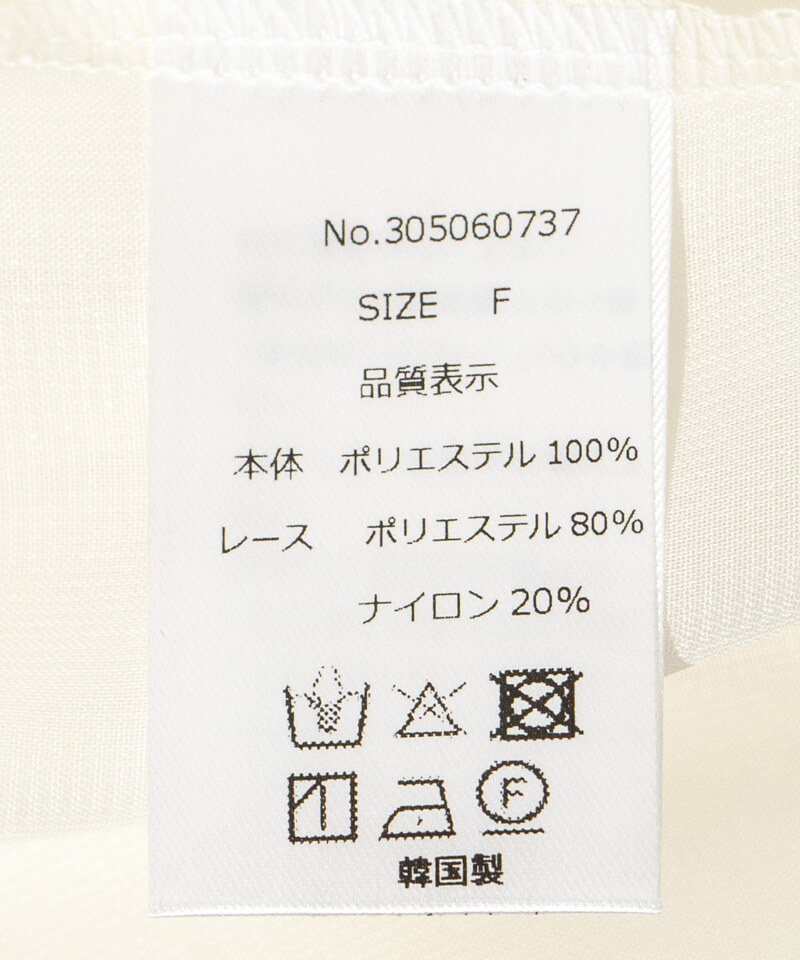 No.305060737
SIZE F
品質表示
本体 ポリエステル 100%
レース ポリエステル 80%
ナイロン 20%
F
韓国製